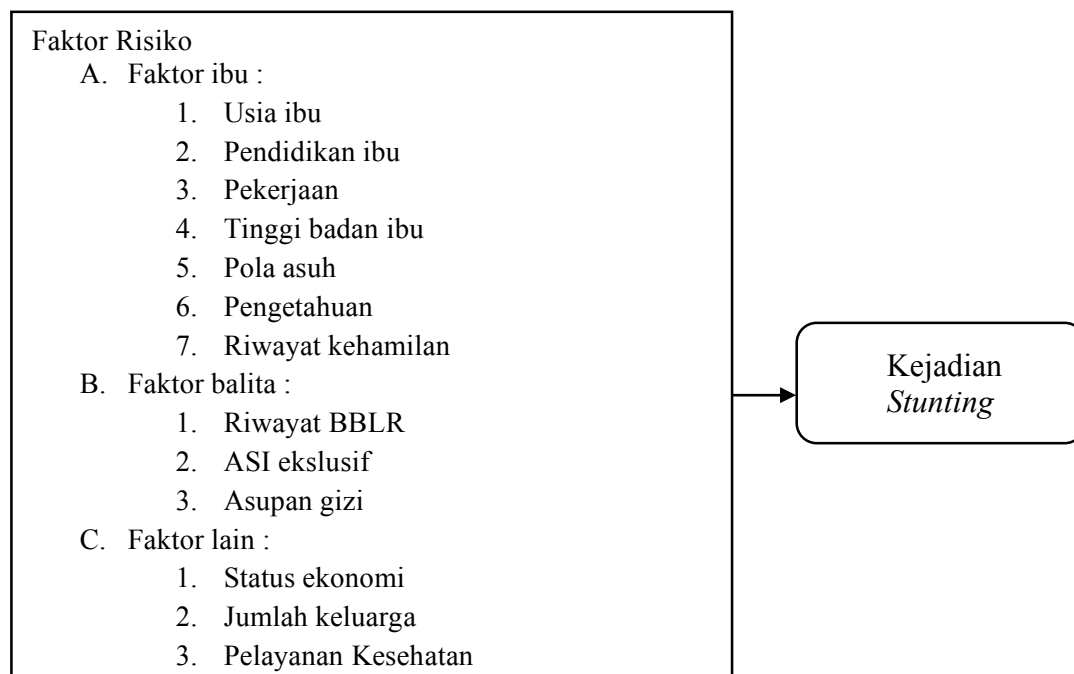 Faktor Risiko
A. Faktor ibu :
1. Usia ibu
2. Pendidikan ibu
3. Pekerjaan
4. Tinggi badan ibu
5. Pola asuh
6. Pengetahuan
7. Riwayat kehamilan
B. Faktor balita :
1. Riwayat BBLR
2. ASI ekslusif
3. Asupan gizi
C. Faktor lain :
1. Status ekonomi
2. Jumlah keluarga
3. Pelayanan Kesehatan
Kejadian
Stunting